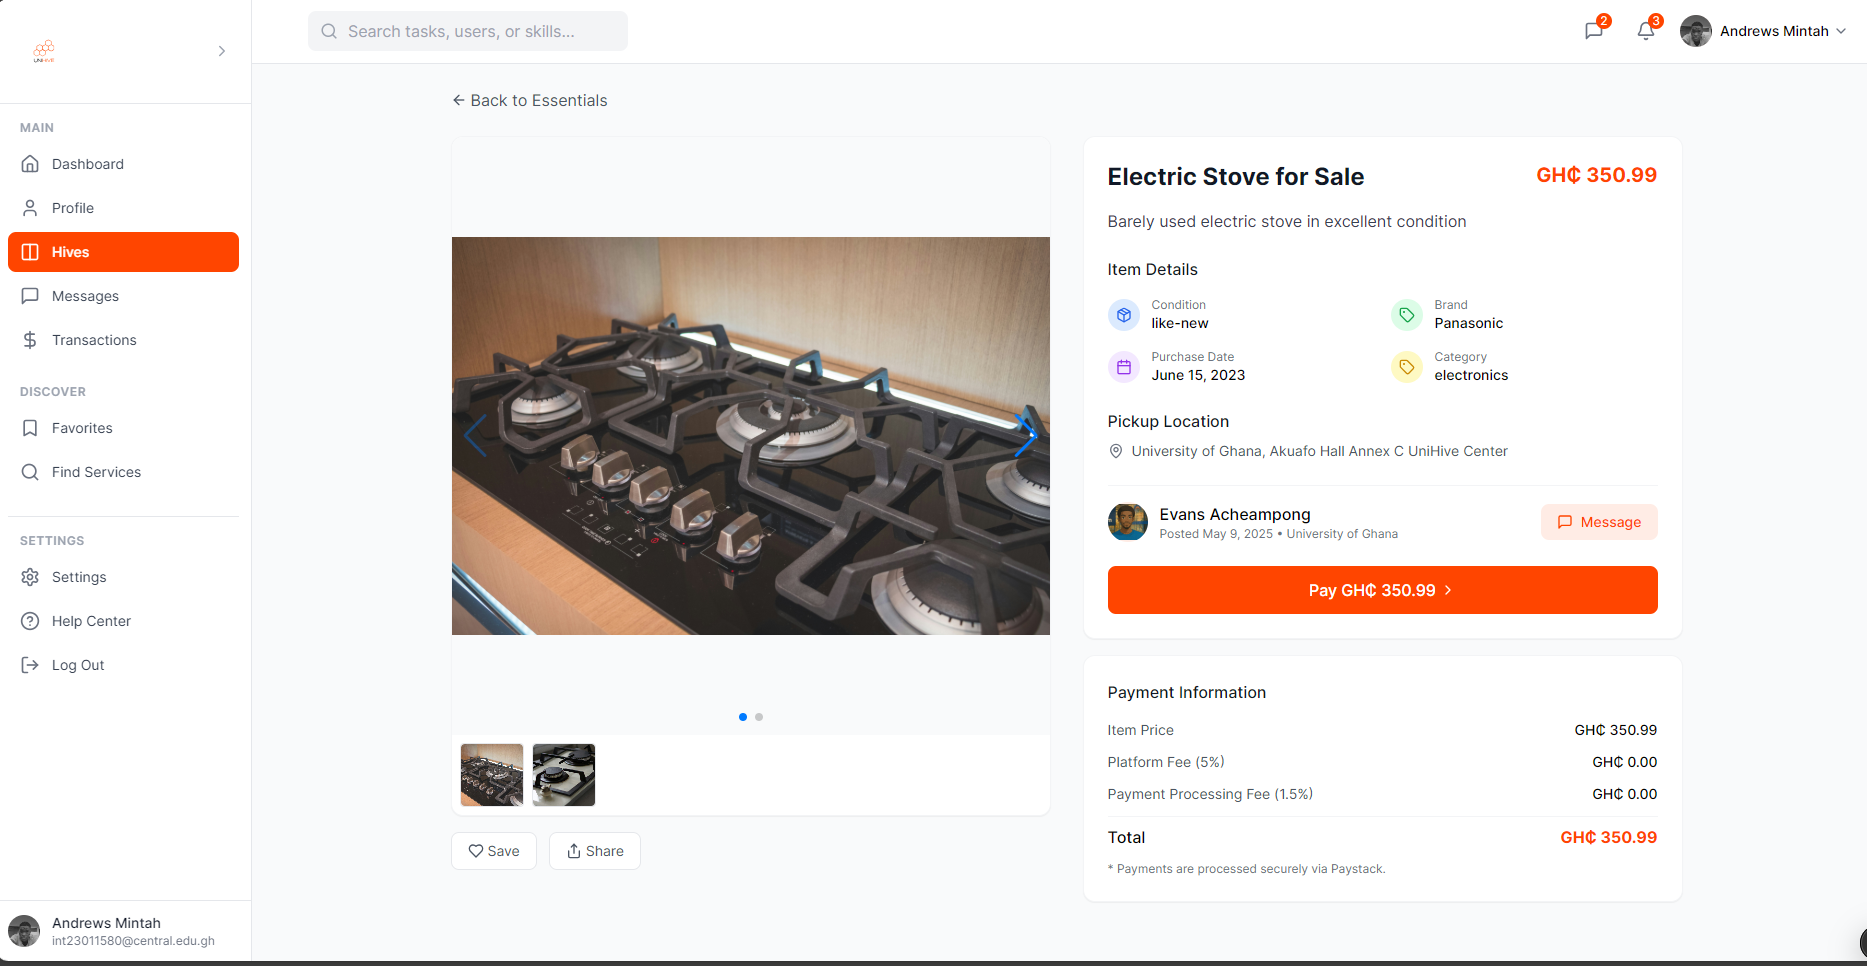 UNIHIVE
MAIN
Dashboard
Profile
Hives
Messages
Transactions
DISCOVER
Favorites
Find Services
SETTINGS
Settings
Help Center
Log Out
Andrews Mintah
int23011580@central.edu.gh
Search tasks, users, or skills...
2
3
Andrews Mintah
Back to Essentials
Save
Share
Electric Stove for Sale
GH₵ 350.99
Barely used electric stove in excellent condition
Item Details
Condition
like-new
Brand
Panasonic
Purchase Date
June 15, 2023
Category
electronics
Pickup Location
University of Ghana, Akuafo Hall Annex C UniHive Center
Evans Acheampong
Posted May 9, 2025 • University of Ghana
Message
Pay GH₵ 350.99
Payment Information
Item Price
GH₵ 350.99
Platform Fee (5%)
GH₵ 0.00
Payment Processing Fee (1.5%)
GH₵ 0.00
Total
GH₵ 350.99
* Payments are processed securely via Paystack.